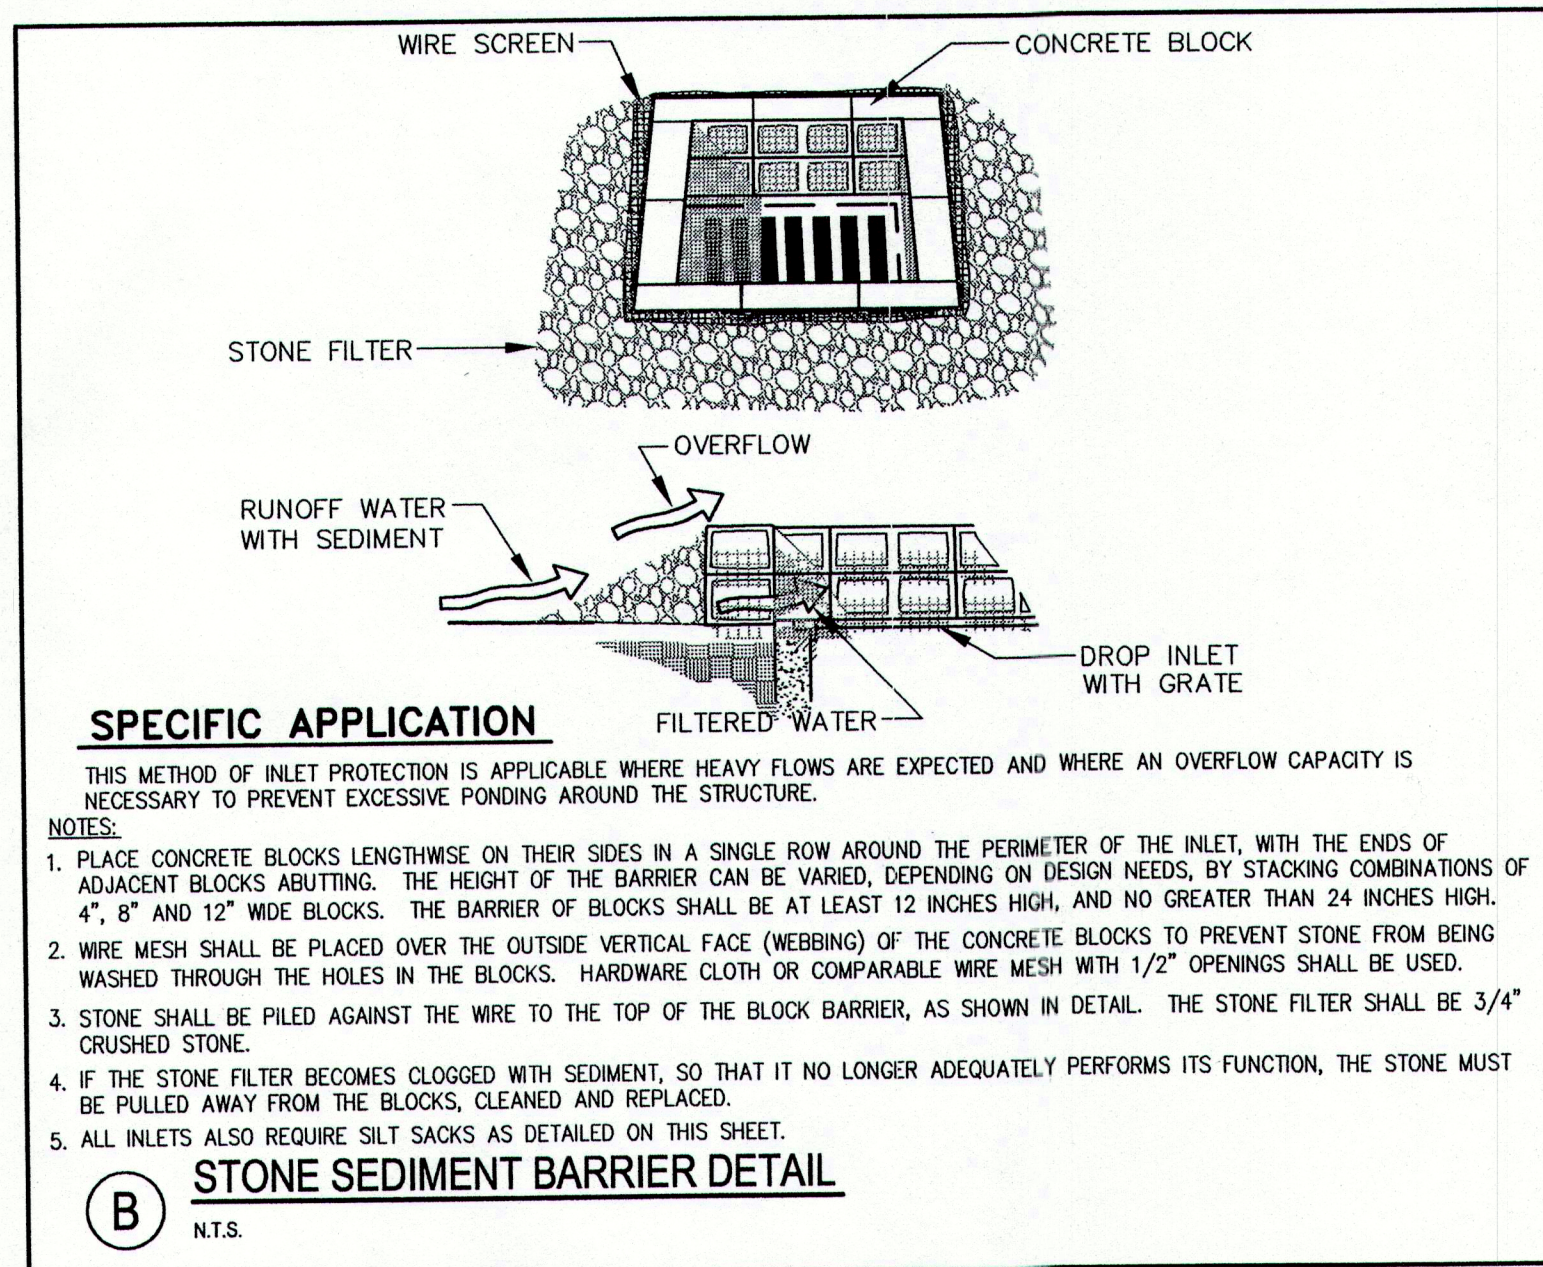 WIRE SCREEN
CONCRETE BLOCK
STONE FILTER
OVERFLOW
RUNOFF WATER
WITH SEDIMENT
DROP INLET
WITH GRATE
FILTERED WATER
SPECIFIC APPLICATION
THIS METHOD OF INLET PROTECTION IS APPLICABLE WHERE HEAVY FLOWS ARE EXPECTED AND WHERE AN OVERFLOW CAPACITY IS
NECESSARY TO PREVENT EXCESSIVE PONDING AROUND THE STRUCTURE.
NOTES:
1. PLACE CONCRETE BLOCKS LENGTHWISE ON THEIR SIDES IN A SINGLE ROW AROUND THE PERIMETER OF THE INLET, WITH THE ENDS OF
ADJACENT BLOCKS ABUTTING. THE HEIGHT OF THE BARRIER CAN BE VARIED, DEPENDING ON DESIGN NEEDS, BY STACKING COMBINATIONS OF
4", 8" AND 12" WIDE BLOCKS. THE BARRIER OF BLOCKS SHALL BE AT LEAST 12 INCHES HIGH, AND NO GREATER THAN 24 INCHES HIGH.
2. WIRE MESH SHALL BE PLACED OVER THE OUTSIDE VERTICAL FACE (WEBBING) OF THE CONCRETE BLOCKS TO PREVENT STONE FROM BEING
WASHED THROUGH THE HOLES IN THE BLOCKS. HARDWARE CLOTH OR COMPARABLE WIRE MESH WITH 1/2" OPENINGS SHALL BE USED.
3. STONE SHALL BE PILED AGAINST THE WIRE TO THE TOP OF THE BLOCK BARRIER, AS SHOWN IN DETAIL. THE STONE FILTER SHALL BE 3/4"
CRUSHED STONE.
4. IF THE STONE FILTER BECOMES CLOGGED WITH SEDIMENT, SO THAT IT NO LONGER ADEQUATELY PERFORMS ITS FUNCTION, THE STONE MUST
BE PULLED AWAY FROM THE BLOCKS, CLEANED AND REPLACED.
5. ALL INLETS ALSO REQUIRE SILT SACKS AS DETAILED ON THIS SHEET.
B
STONE SEDIMENT BARRIER DETAIL
N.T.S.